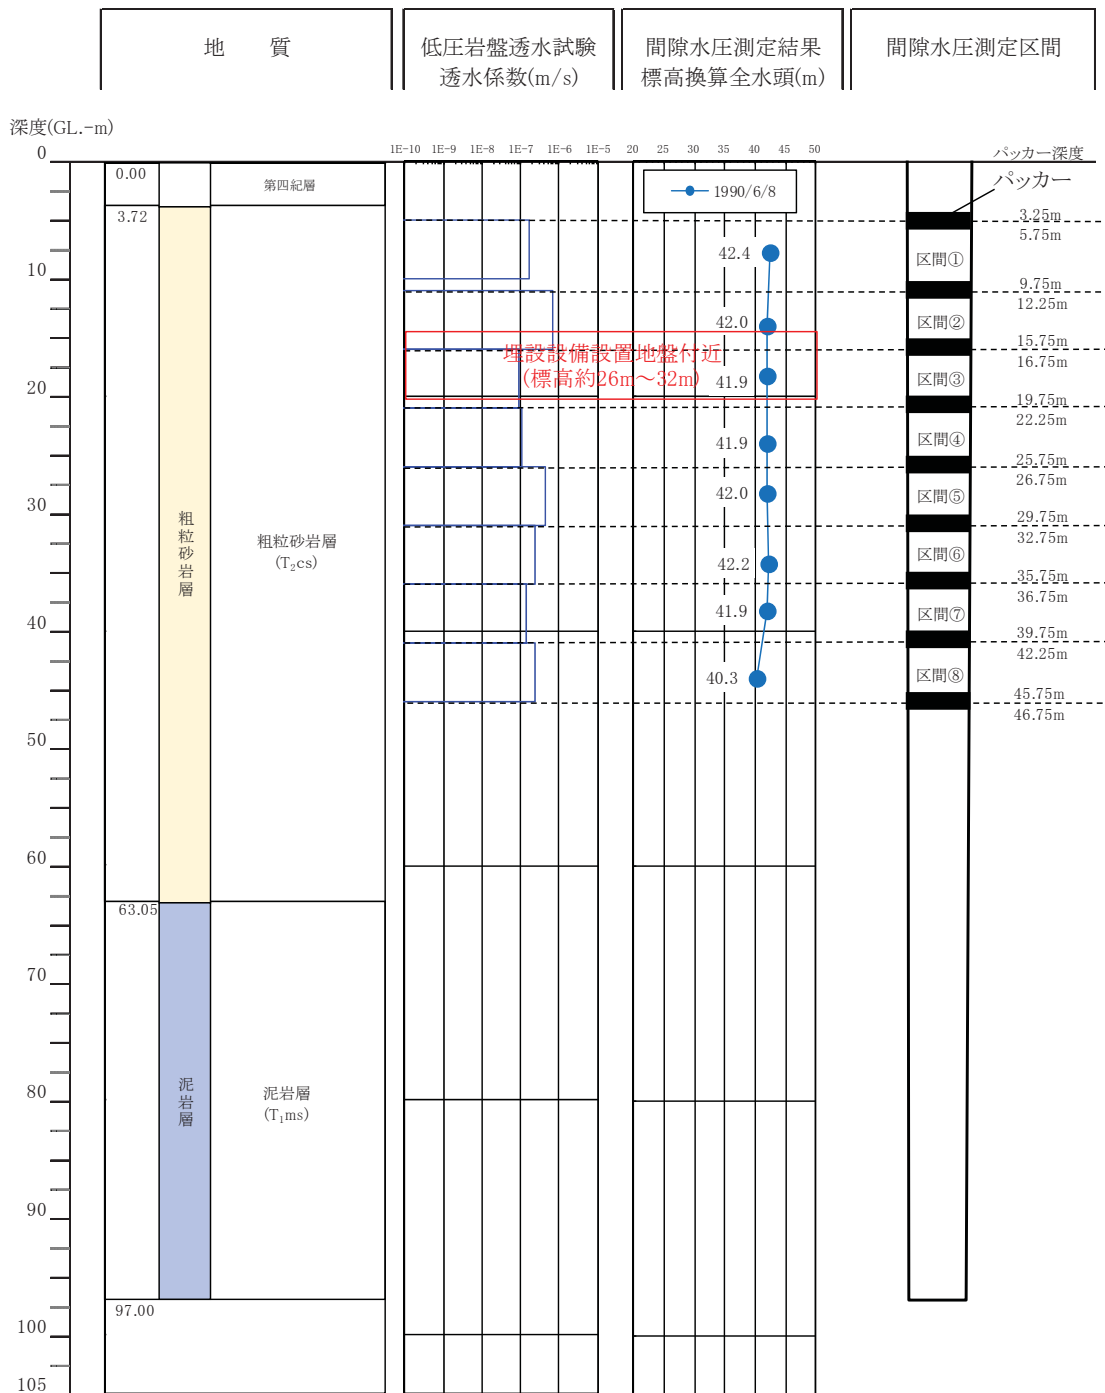 地　質
低圧岩盤透水試験
透水係数(m/s)
間隙水圧測定結果
標高換算全水頭(m)
間隙水圧測定区間
深度(GL.-m)
0
10
20
30
40
50
60
70
80
90
100
105
0.00
3.72
63.05
97.00
第四紀層
粗粒砂岩層
粗粒砂岩層
(T₂cs)
泥岩層
泥岩層
(T₁ms)
1E-10 1E-9 1E-8 1E-7 1E-6 1E-5
20 25 30 35 40 45 50
1990/6/8
42.4
42.0
41.9
41.9
42.0
42.2
41.9
40.3
埋設設備設置地盤付近
(標高約26m～32m)
パッカー深度
パッカー
区間①
区間②
区間③
区間④
区間⑤
区間⑥
区間⑦
区間⑧
3.25m
5.75m
9.75m
12.25m
15.75m
16.75m
19.75m
22.25m
25.75m
26.75m
29.75m
32.75m
35.75m
36.75m
39.75m
42.25m
45.75m
46.75m